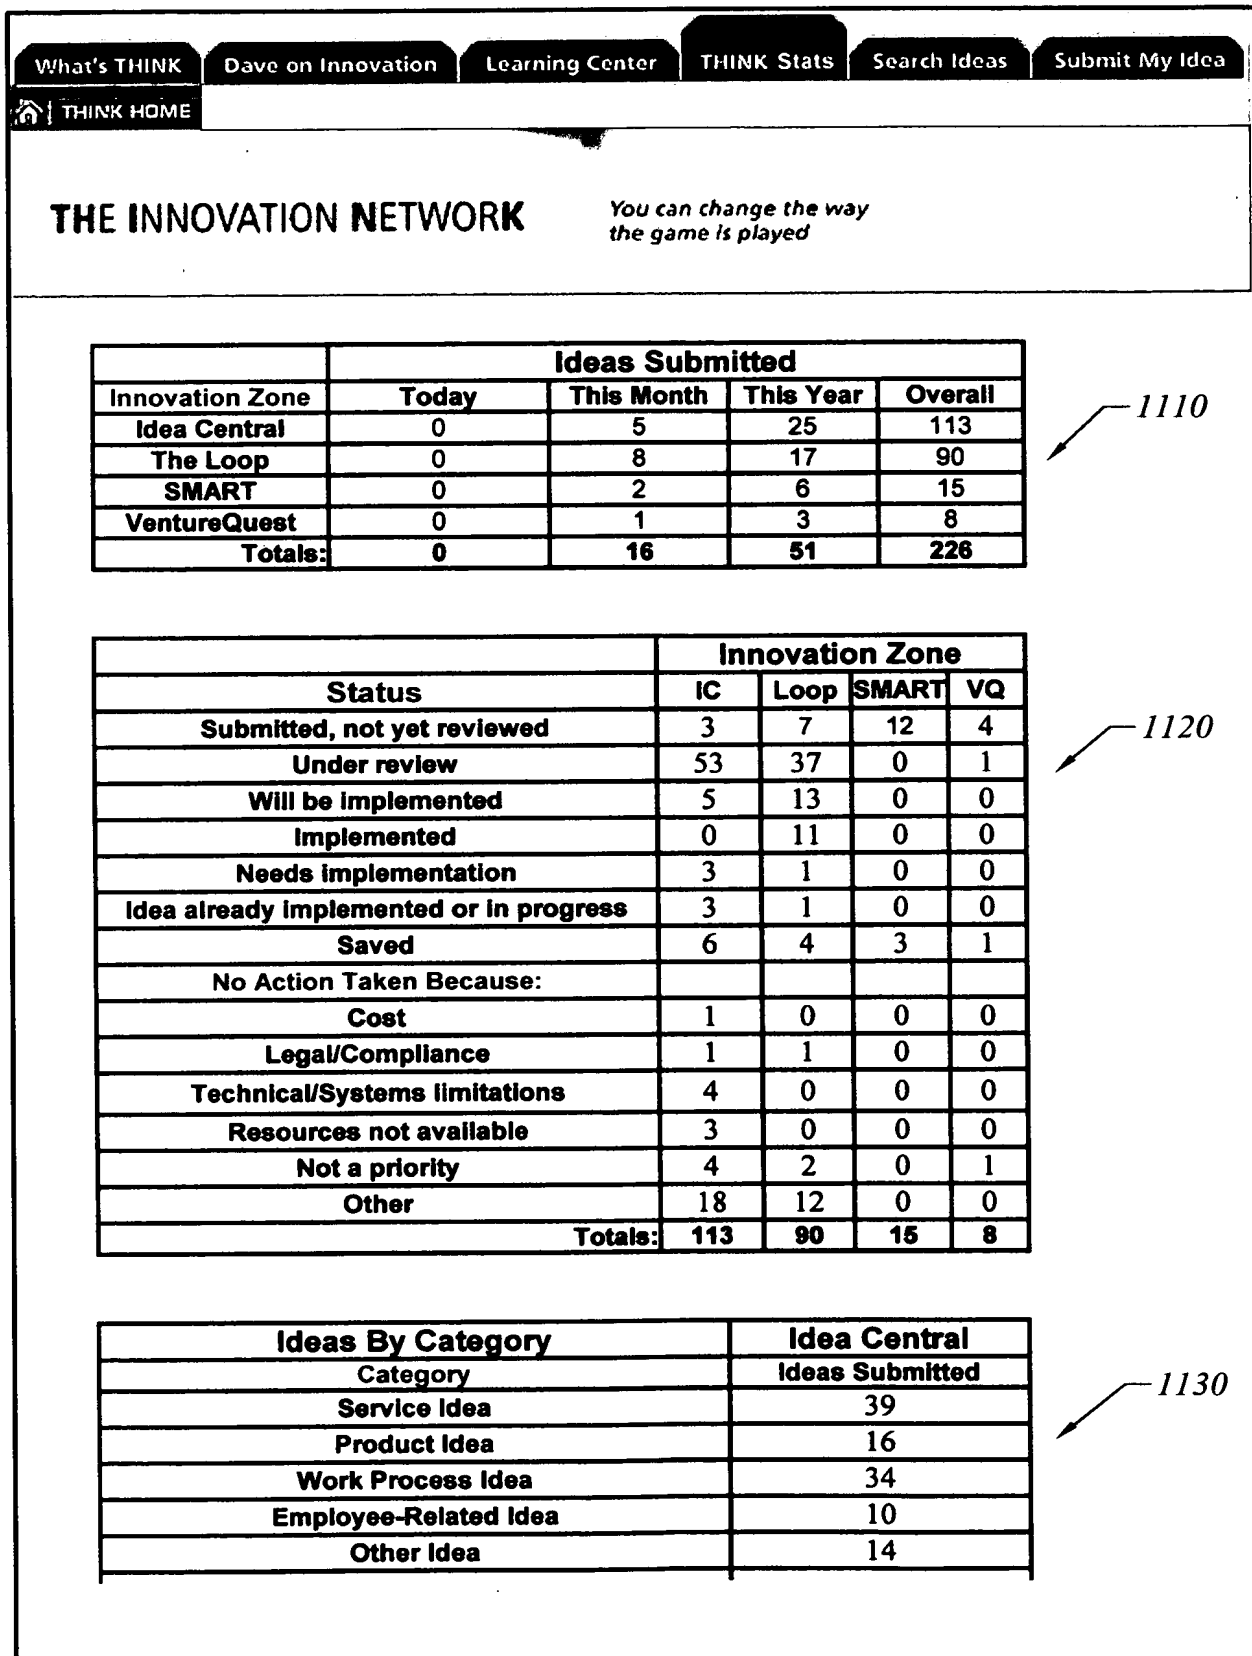 What's THINK Dave on Innovation Learning Center THINK Stats Search Ideas Submit My Idea
THINK HOME
THE INNOVATION NETWORK
You can change the way
the game is played
Ideas Submitted
Innovation Zone Today This Month This Year Overall
Idea Central 0 5 25 113
The Loop 0 8 17 90
SMART 0 2 6 15
VentureQuest 0 1 3 8
Totals: 0 16 51 226
1110
Innovation Zone
Status IC Loop SMART VQ
Submitted, not yet reviewed 3 7 12 4
Under review 53 37 0 1
Will be implemented 5 13 0 0
Implemented 0 11 0 0
Needs implementation 3 1 0 0
Idea already implemented or in progress 3 1 0 0
Saved 6 4 3 1
No Action Taken Because:
Cost 1 0 0 0
Legal/Compliance 1 1 0 0
Technical/Systems limitations 4 0 0 0
Resources not available 3 0 0 0
Not a priority 4 2 0 1
Other 18 12 0 0
Totals: 113 90 15 8
1120
Ideas By Category Idea Central
Category Ideas Submitted
Service Idea 39
Product Idea 16
Work Process Idea 34
Employee-Related Idea 10
Other Idea 14
1130